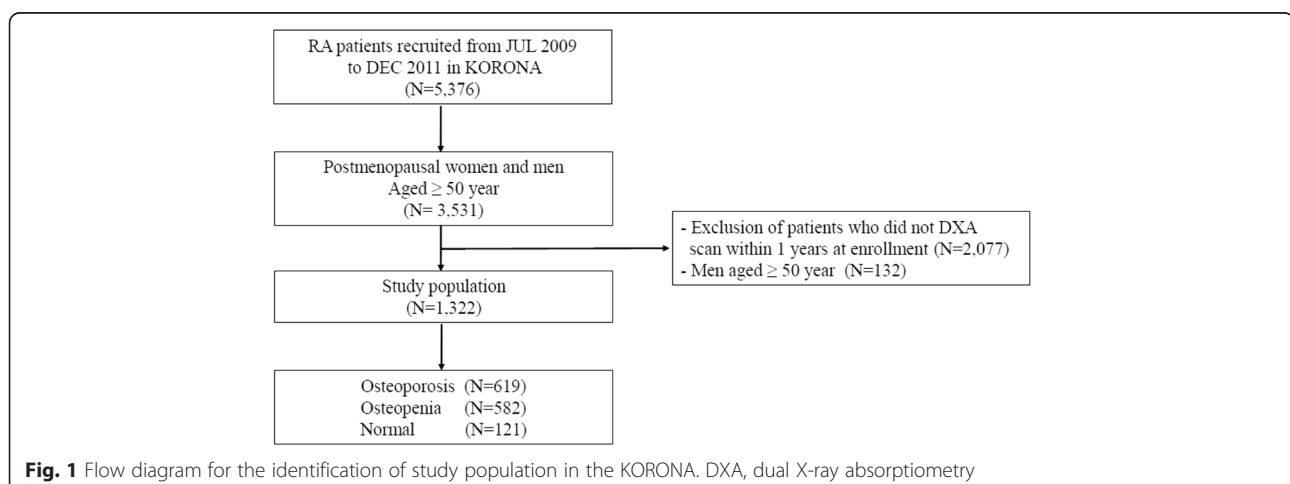 RA patients recruited from JUL 2009
to DEC 2011 in KORONA
(N=5,376)
Postmenopausal women and men
Aged ≥ 50 year
(N= 3,531)
- Exclusion of patients who did not DXA
scan within 1 years at enrollment (N=2,077)
- Men aged ≥ 50 year (N=132)
Study population
(N=1,322)
Osteoporosis (N=619)
Osteopenia (N=582)
Normal (N=121)
Fig. 1 Flow diagram for the identification of study population in the KORONA. DXA, dual X-ray absorptiometry